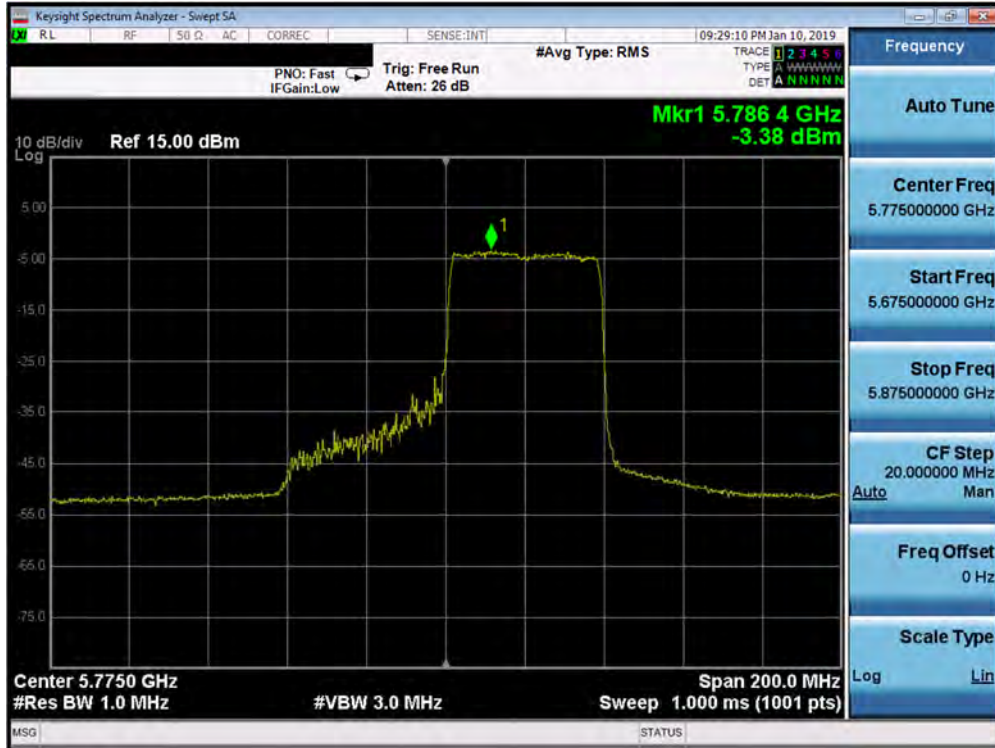 Keysight Spectrum Analyzer - Swept SA
LXI RL RF 50 Ω AC CORREC SENSE:INT 09:29:10 PM Jan 10, 2019
#Avg Type: RMS TRACE 1 2 3 4 5 6
PNO: Fast Trig: Free Run TYPE A WWWWW
IFGain:Low Atten: 26 dB DET A N N N N N
Mkr1 5.786 4 GHz
-3.38 dBm
10 dB/div Ref 15.00 dBm
Log
1
5.00
-5.00
-15.0
-25.0
-35.0
-45.0
-55.0
-65.0
-75.0
Center 5.7750 GHz Span 200.0 MHz
#Res BW 1.0 MHz #VBW 3.0 MHz Sweep 1.000 ms (1001 pts)
MSG STATUS
Frequency
Auto Tune
Center Freq
5.775000000 GHz
Start Freq
5.675000000 GHz
Stop Freq
5.875000000 GHz
CF Step
20.000000 MHz
Auto Man
Freq Offset
0 Hz
Scale Type
Log Lin